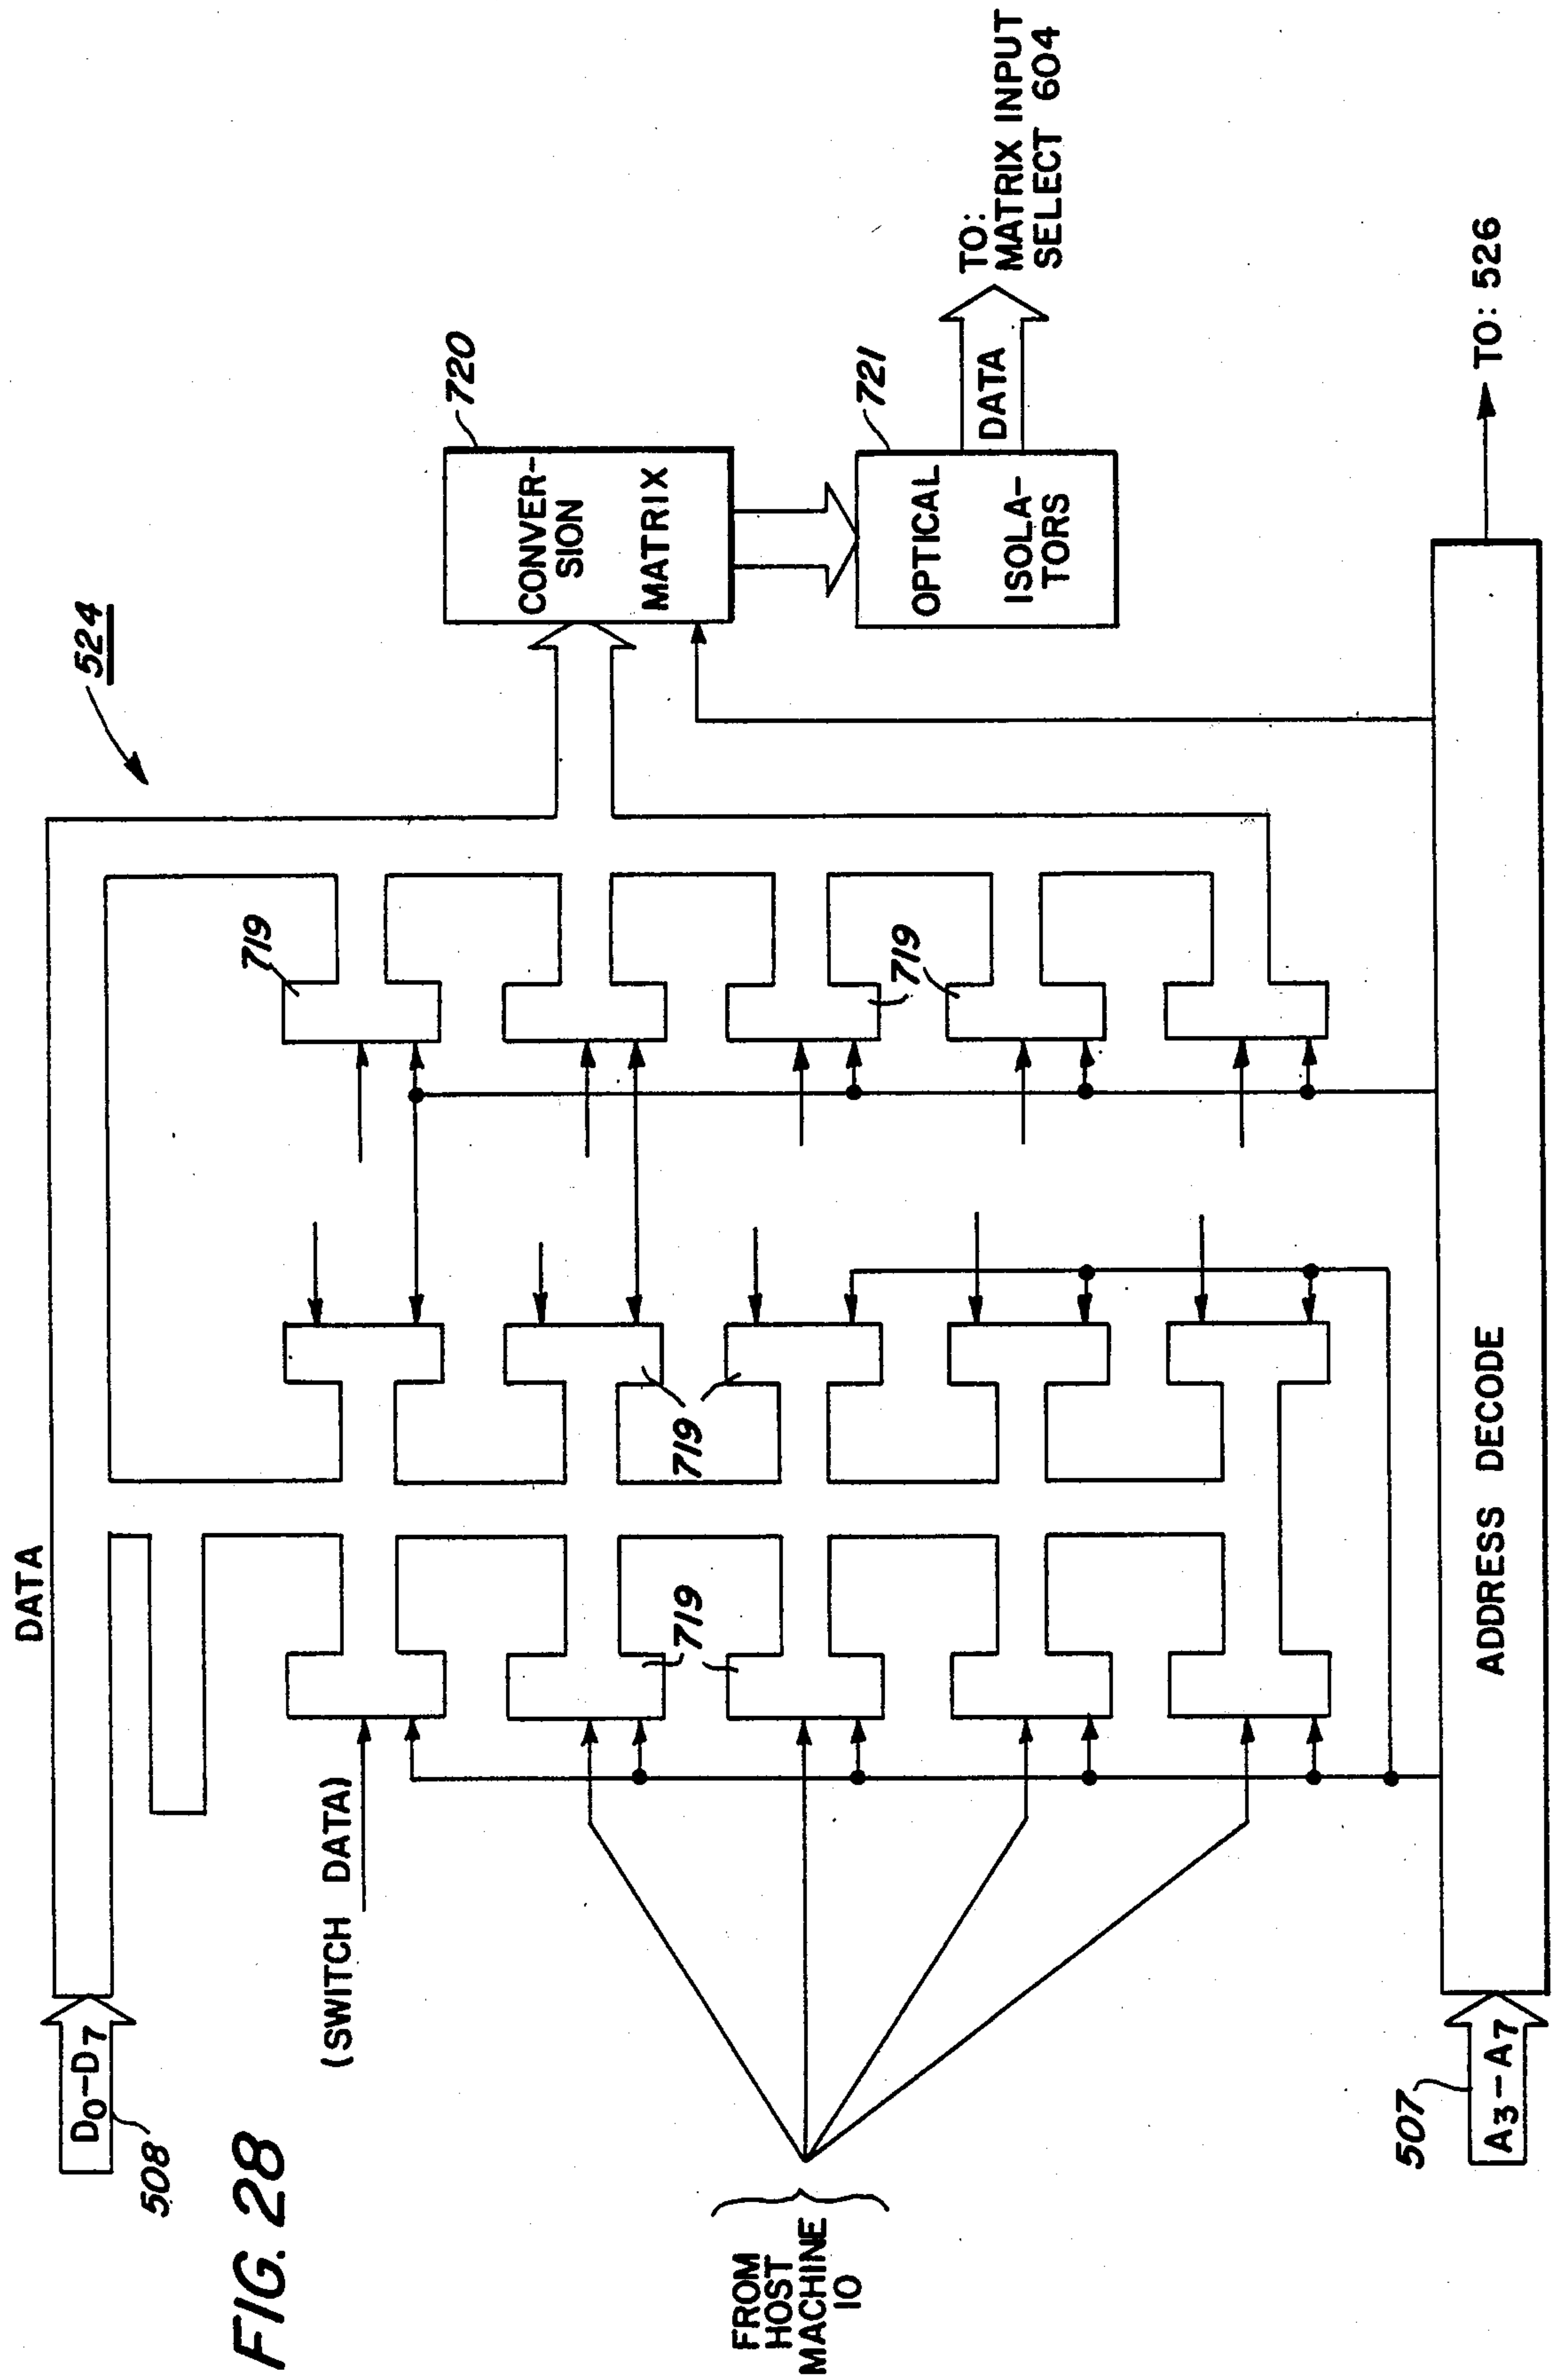 FIG. 28
524
DATA
D0-D7
508
(SWITCH DATA)
FROM
HOST
MACHINE
10
719
719
719
719
719
CONVER-
SION
MATRIX
720
OPTICAL
ISOLA-
TORS
721
DATA
TO:
MATRIX INPUT
SELECT 604
ADDRESS DECODE
A3-A7
507
TO: 526